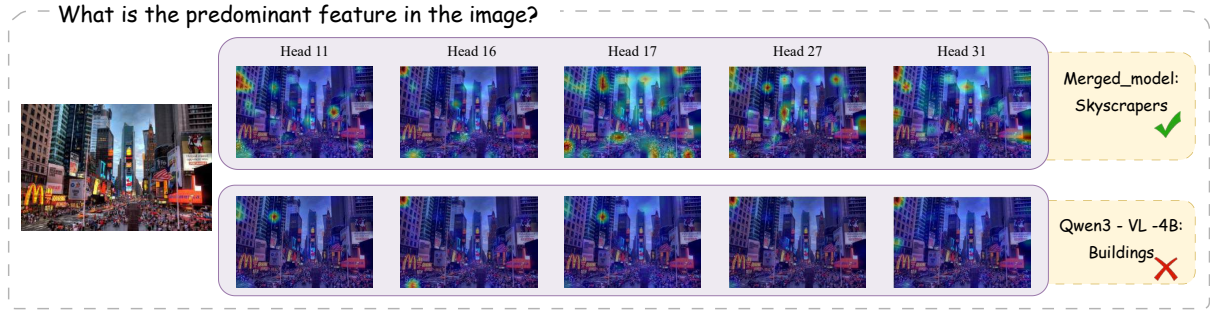 What is the predominant feature in the image?
Head 11
Head 16
Head 17
Head 27
Head 31
Merged_model:
Skyscrapers
Qwen3 - VL -4B:
Buildings